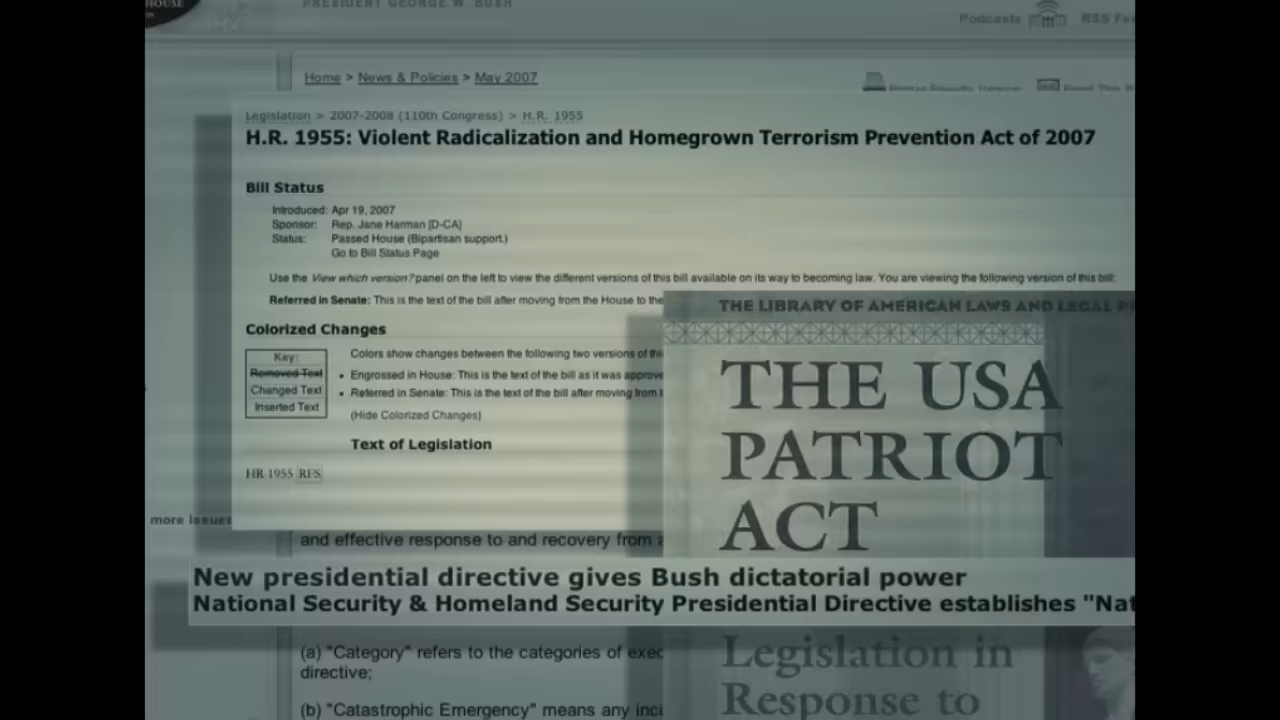 HOUSE
PRESIDENT GEORGE W. BUSH
Podcasts RSS
Home > News & Policies > May 2007
Legislation > 2007-2008 (110th Congress) > H.R. 1955
H.R. 1955: Violent Radicalization and Homegrown Terrorism Prevention Act of 2007
Bill Status
Introduced: Apr 19, 2007
Sponsor: Rep. Jane Harman [D-CA]
Status: Passed House (Bipartisan support.)
Go to Bill Status Page
Use the View which version? panel on the left to view the different versions of this bill available on its way to becoming law. You are viewing the following version of this bill:
Referred in Senate: This is the text of the bill after moving from the House to the
Colorized Changes
Key:
Removed Text
Changed Text
Inserted Text
Colors show changes between the following two versions of
• Engrossed in House: This is the text of the bill as it was
• Referred in Senate: This is the text of the bill after moving from
(Hide Colorized Changes)
Text of Legislation
HR 1955 RFS
THE LIBRARY OF AMERICAN LAWS AND LEGAL
THE USA
PATRIOT
ACT
more issues
and effective response to and recovery from
New presidential directive gives Bush dictatorial power
National Security & Homeland Security Presidential Directive establishes "Nat
(a) "Category" refers to the categories of
directive;
(b) "Catastrophic Emergency" means any
Legislation in
Response to